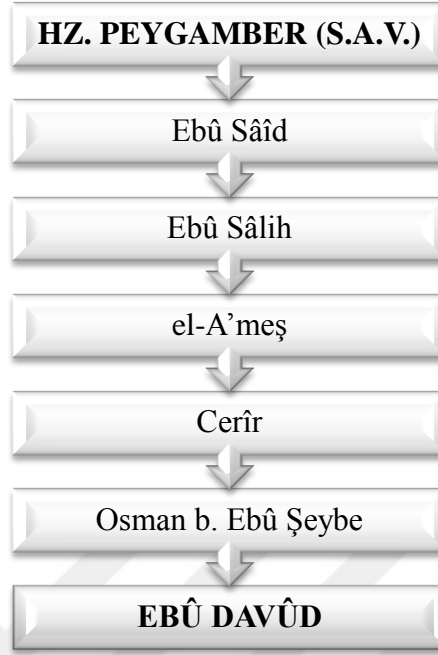 HZ. PEYGAMBER (S.A.V.)
Ebû Sâîd
Ebû Sâlih
el-A’meş
Cerîr
Osman b. Ebû Şeybe
EBÛ DAVÛD